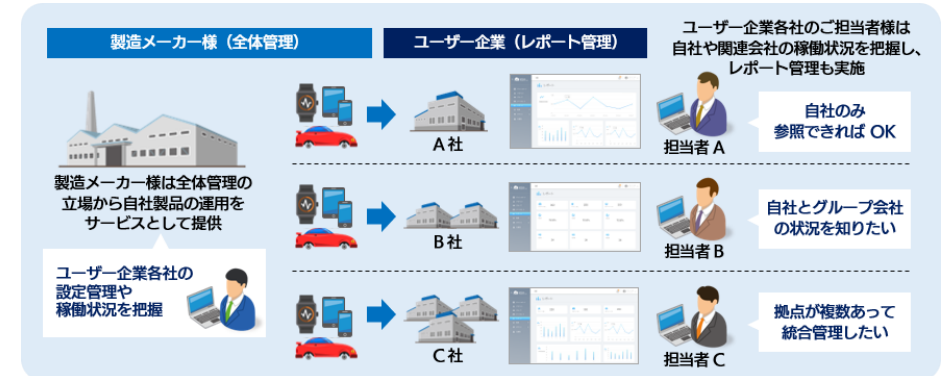 製造メーカー様（全体管理）
ユーザー企業（レポート管理）
ユーザー企業各社のご担当者様は
自社や関連会社の稼働状況を把握し、
レポート管理も実施
製造メーカー様は全体管理の
立場から自社製品の運用を
サービスとして提供
ユーザー企業各社の
設定管理や
稼働状況を把握
A 社
担当者 A
自社のみ
参照できれば OK
B 社
担当者 B
自社とグループ会社
の状況を知りたい
C 社
担当者 C
拠点が複数あって
統合管理したい